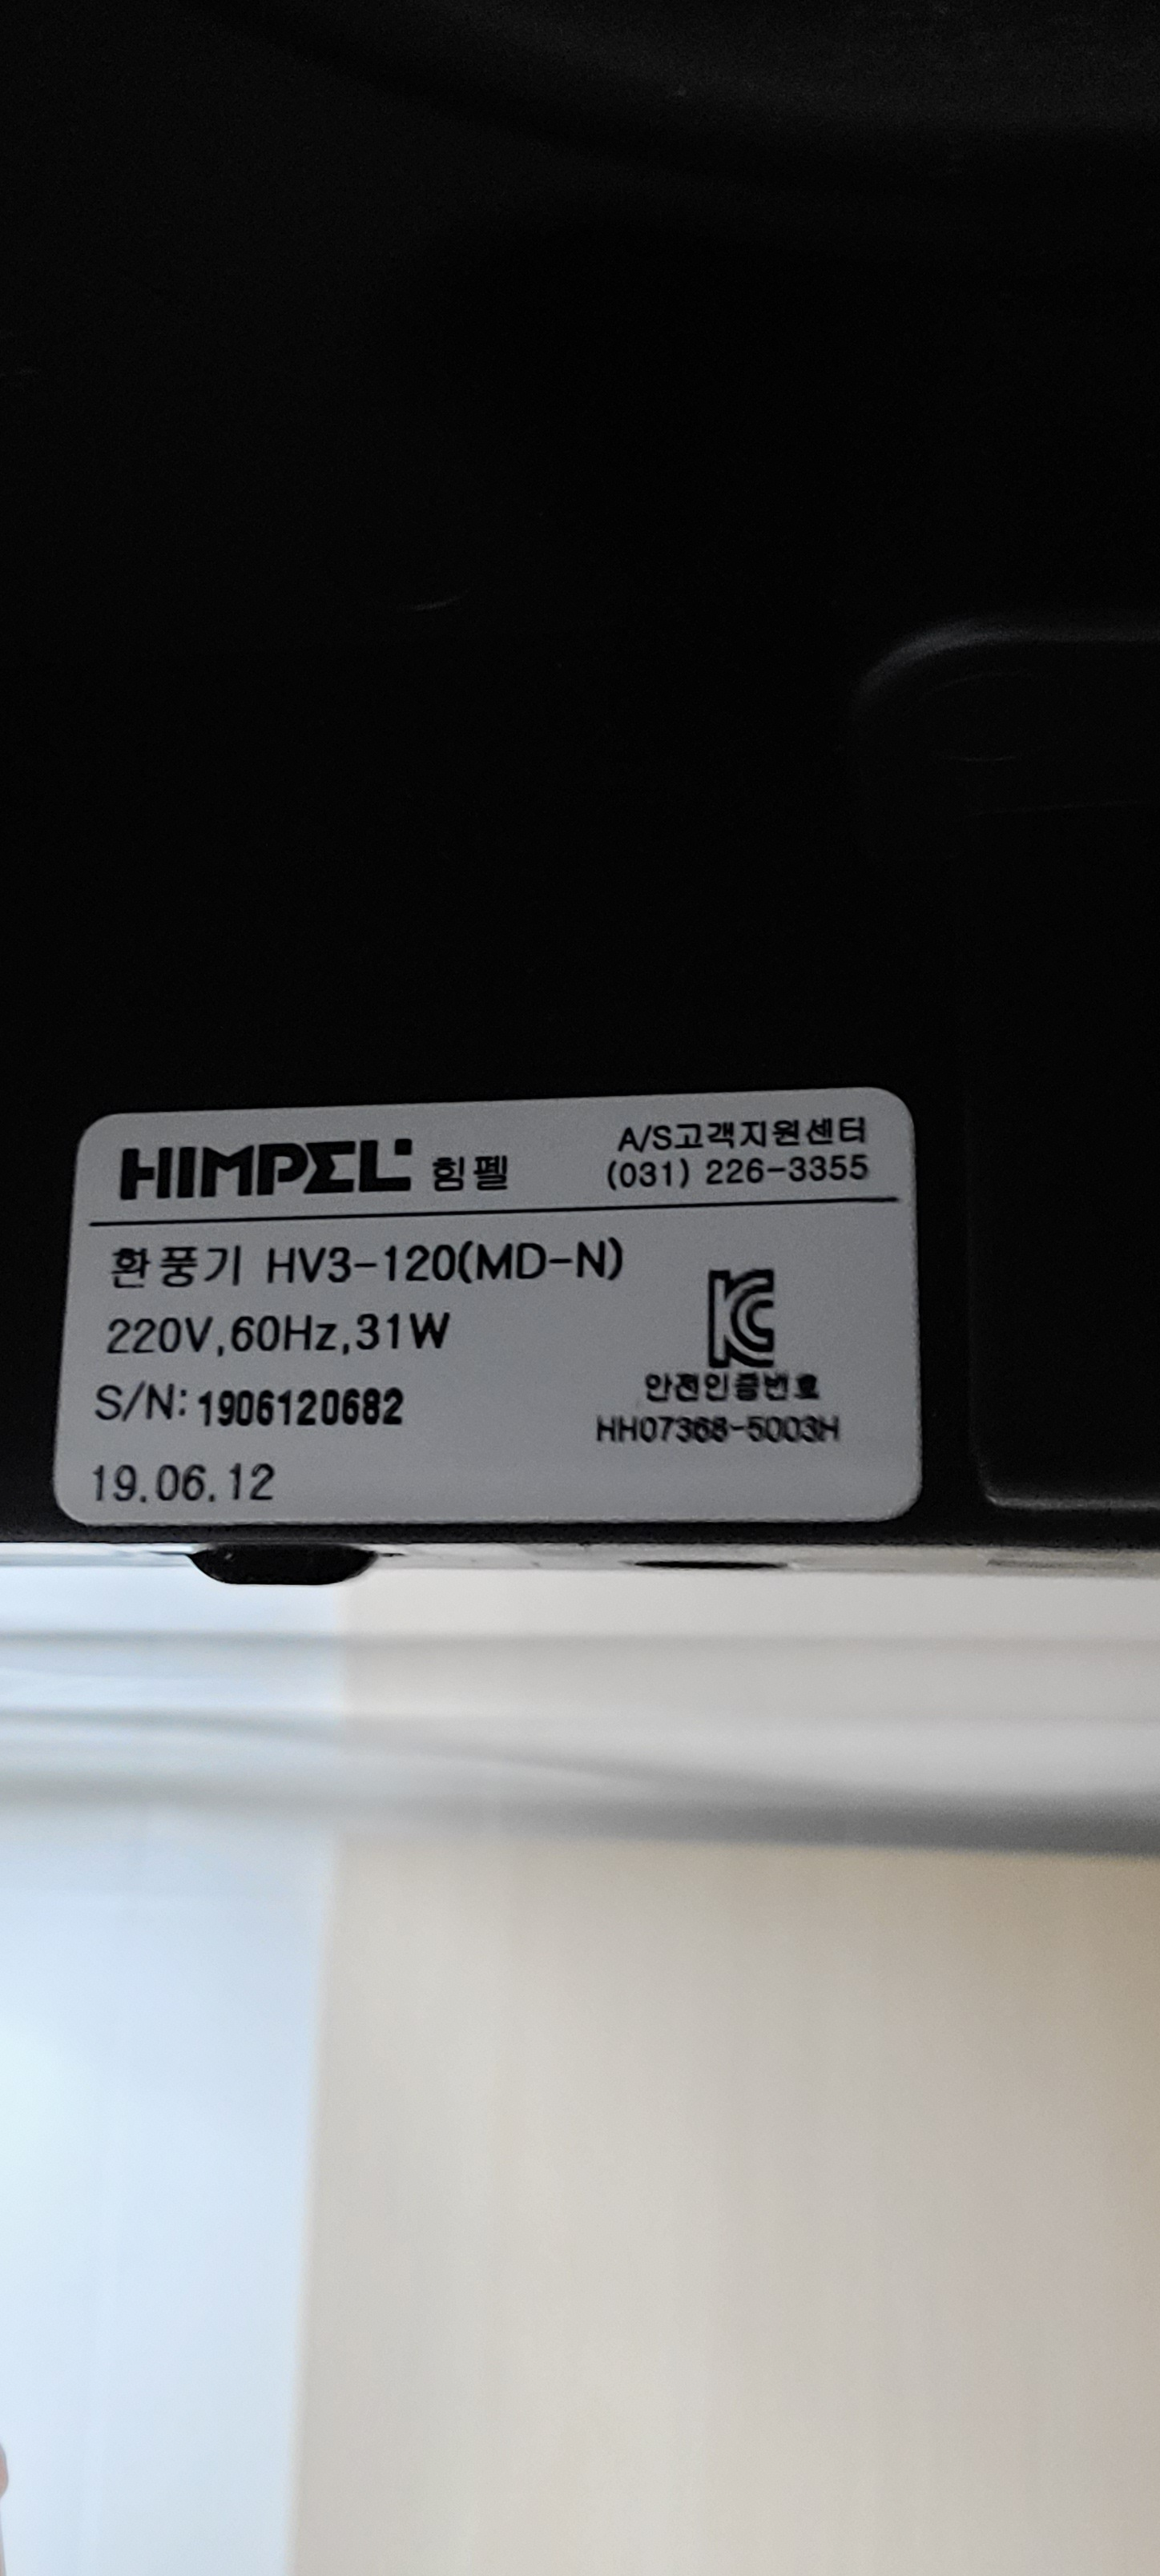 HIMPEL 힘펠
A/S고객지원센터
(031) 226-3355
환풍기 HV3-120(MD-N)
220V,60Hz,31W
S/N: 1906120682
19.06.12
KC
안전인증번호
HH07368-5003H